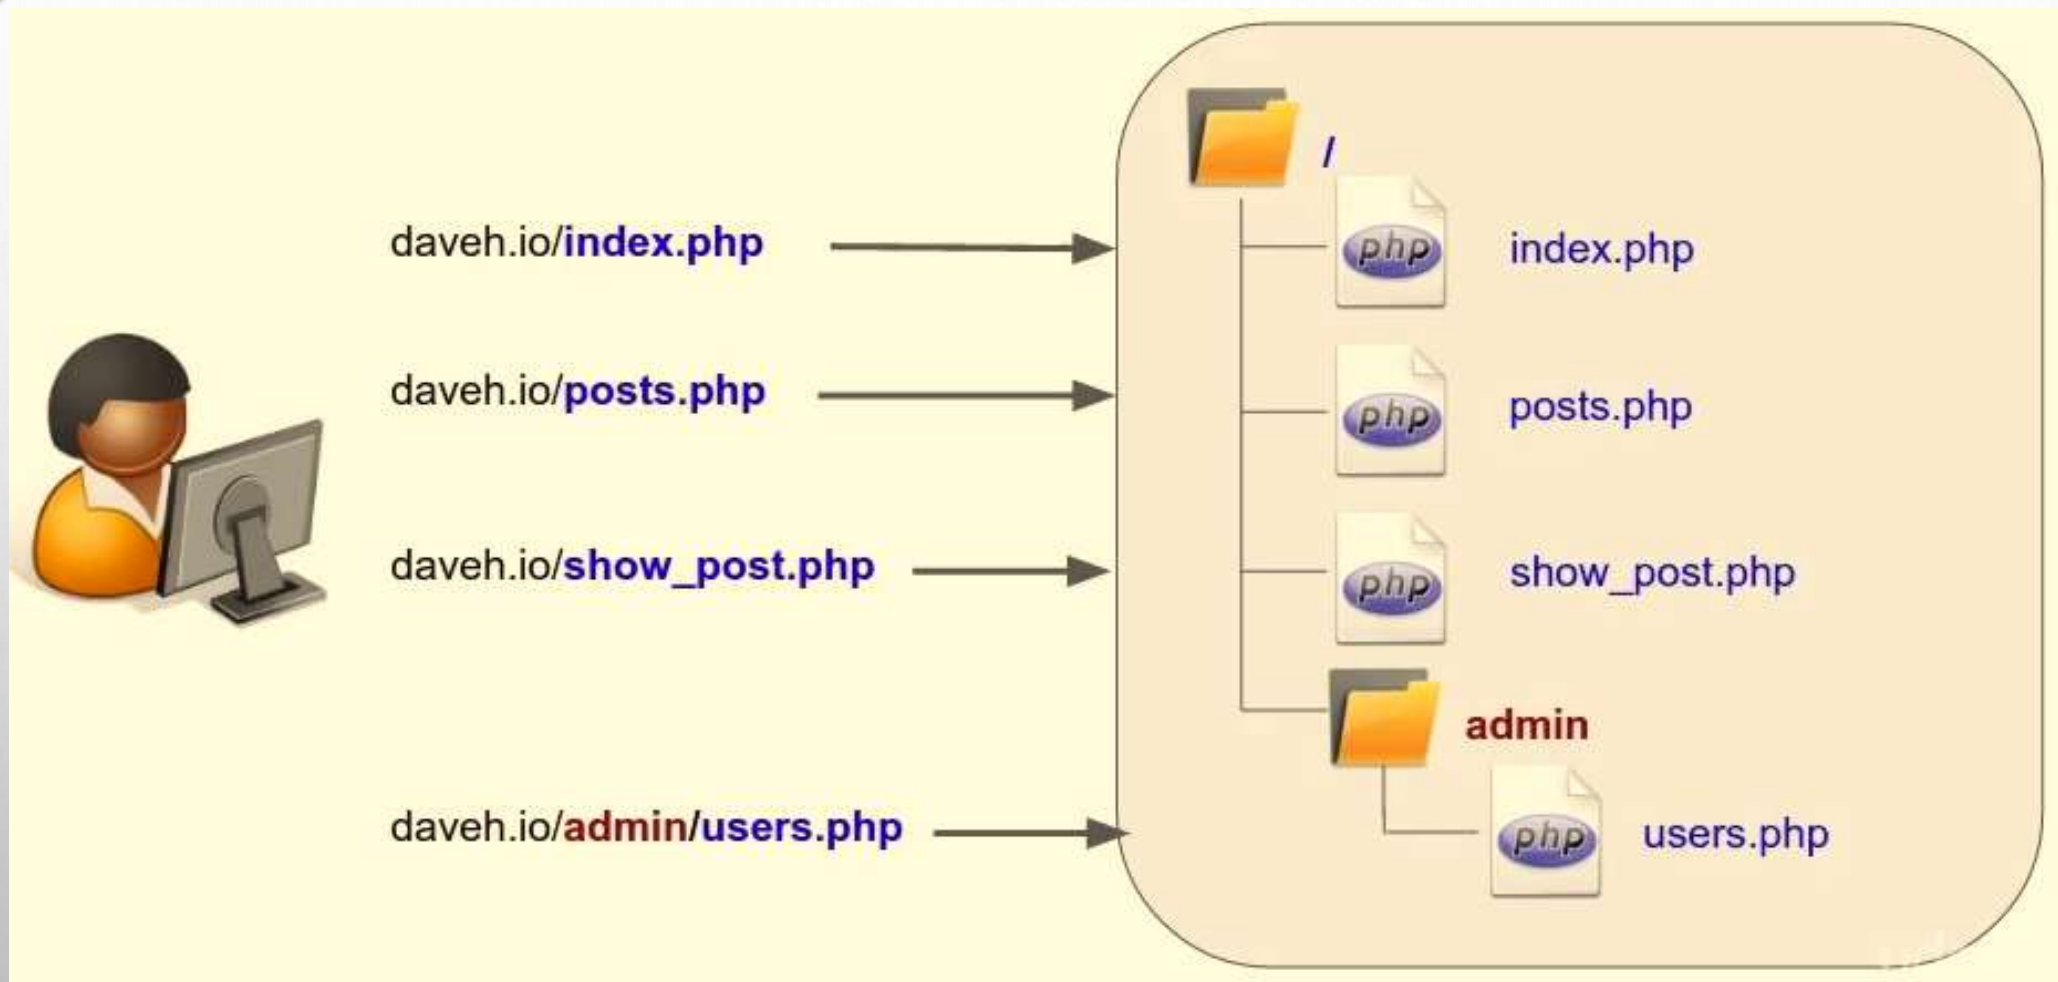 /
daveh.io/index.php
php
index.php
daveh.io/posts.php
php
posts.php
daveh.io/show_post.php
php
show_post.php
admin
daveh.io/admin/users.php
php
users.php